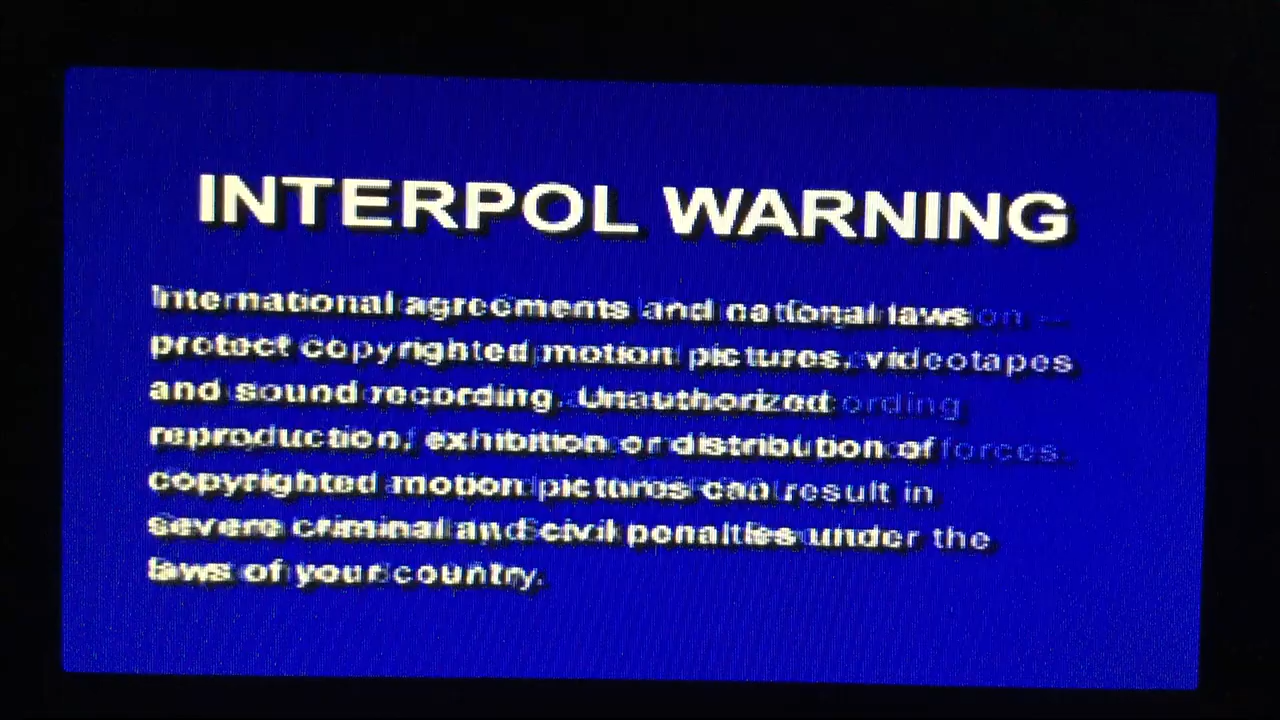 INTERPOL WARNING
International agreements and national laws
protect copyrighted motion pictures, videotapes
and sound recording. Unauthorized
reproduction, exhibition or distribution of
copyrighted motion pictures can result in
severe criminal and civil penalties under the
laws of your country.